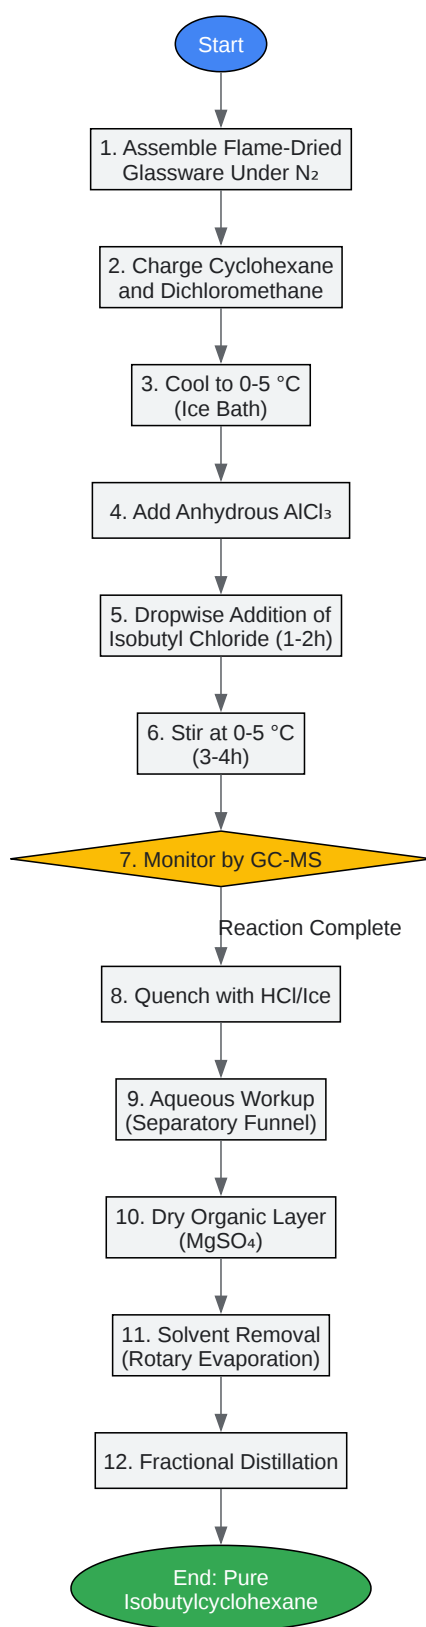 Start
1. Assemble Flame-Dried
Glassware Under N₂
2. Charge Cyclohexane
and Dichloromethane
3. Cool to 0-5 °C
(Ice Bath)
4. Add Anhydrous AlCl₃
5. Dropwise Addition of
Isobutyl Chloride (1-2h)
6. Stir at 0-5 °C
(3-4h)
7. Monitor by GC-MS
Reaction Complete
8. Quench with HCl/Ice
9. Aqueous Workup
(Separatory Funnel)
10. Dry Organic Layer
(MgSO₄)
11. Solvent Removal
(Rotary Evaporation)
12. Fractional Distillation
End: Pure
Isobutylcyclohexane